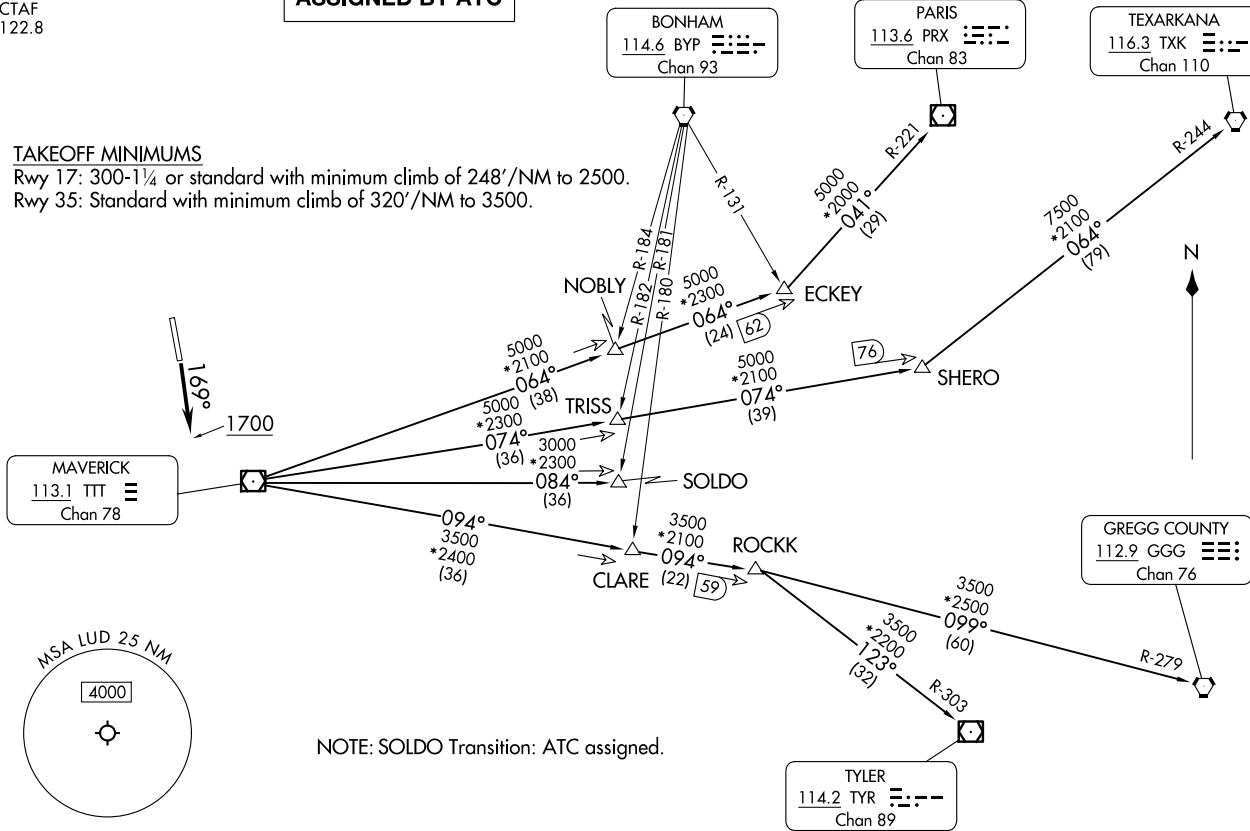 CTAF
122.8
ASSIGNED BY ATC
BONHAM
114.6 BYP
Chan 93
PARIS
113.6 PRX
Chan 83
TEXARKANA
116.3 TXK
Chan 110
TAKEOFF MINIMUMS
Rwy 17: 300-1¼ or standard with minimum climb of 248'/NM to 2500.
Rwy 35: Standard with minimum climb of 320'/NM to 3500.
R-221
R-244
R-131
5000
*2000
041°
(29)
7500
*2100
064°
(79)
N
R-184
R-181
R-182
R-180
NOBLY
5000
*2300
064°
(24)
62
ECKEY
169°
1700
5000
*2100
064°
(38)
TRISS
5000
*2100
074°
(39)
76
SHERO
5000
*2300
074°
(36)
3000
*2300
084°
(36)
SOLDO
MAVERICK
113.1 TTT
Chan 78
094°
3500
*2400
(36)
CLARE
3500
*2100
094°
(22)
59
ROCKK
GREGG COUNTY
112.9 GGG
Chan 76
3500
*2500
099°
(60)
R-279
3500
*2200
123°
(32)
R-303
MSA LUD 25 NM
4000
NOTE: SOLDO Transition: ATC assigned.
TYLER
114.2 TYR
Chan 89